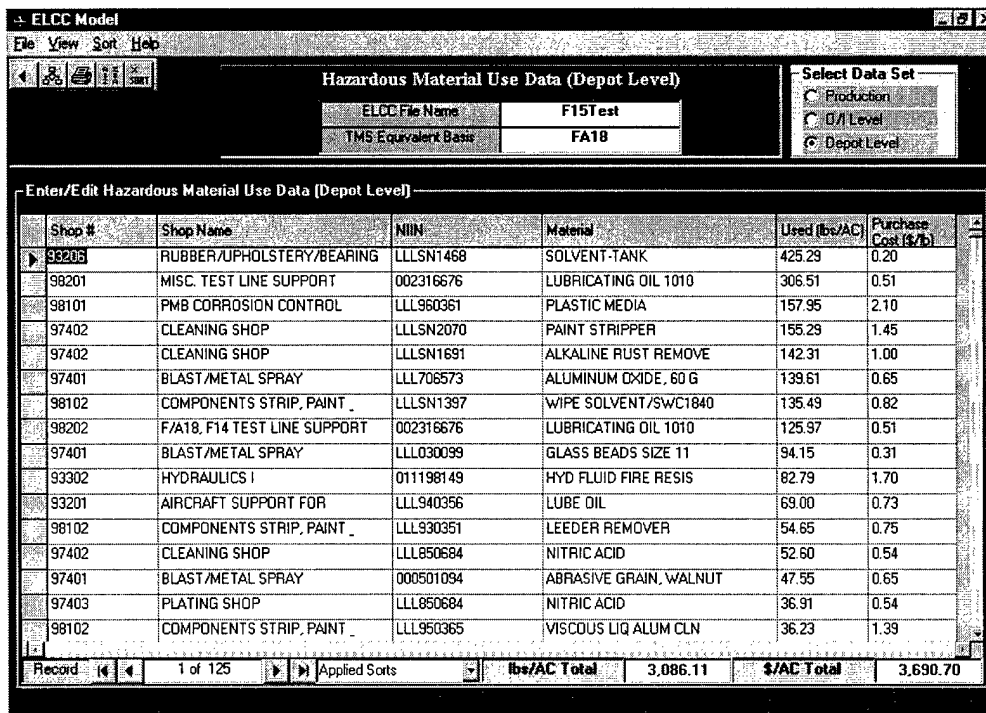 ELCC Model
File View Sort Help
SORT
Hazardous Material Use Data (Depot Level)
ELCC File Name F15Test
TMS Equivalent Basis FA18
Select Data Set
Production
O/I Level
Depot Level
Enter/Edit Hazardous Material Use Data (Depot Level)
Shop # Shop Name NIIN Material Used (lbs/AC) Purchase Cost ($/lb)
93206 RUBBER/UPHOLSTERY/BEARING LLLSN1468 SOLVENT-TANK 425.29 0.20
98201 MISC. TEST LINE SUPPORT 002316676 LUBRICATING OIL 1010 306.51 0.51
98101 PMB CORROSION CONTROL LLL960361 PLASTIC MEDIA 157.95 2.10
97402 CLEANING SHOP LLLSN2070 PAINT STRIPPER 155.29 1.45
97402 CLEANING SHOP LLLSN1691 ALKALINE RUST REMOVE 142.31 1.00
97401 BLAST/METAL SPRAY LLL706573 ALUMINUM OXIDE, 60 G 139.61 0.65
98102 COMPONENTS STRIP, PAINT _ LLLSN1397 WIPE SOLVENT/SWC1840 135.49 0.82
98202 F/A18, F14 TEST LINE SUPPORT 002316676 LUBRICATING OIL 1010 125.97 0.51
97401 BLAST/METAL SPRAY LLL030099 GLASS BEADS SIZE 11 94.15 0.31
93302 HYDRAULICS I 011198149 HYD FLUID FIRE RESIS 82.79 1.70
93201 AIRCRAFT SUPPORT FOR LLL940356 LUBE OIL 69.00 0.73
98102 COMPONENTS STRIP, PAINT _ LLL930351 LEEDER REMOVER 54.65 0.75
97402 CLEANING SHOP LLL850684 NITRIC ACID 52.60 0.54
97401 BLAST/METAL SPRAY 000501094 ABRASIVE GRAIN, WALNUT 47.55 0.65
97403 PLATING SHOP LLL850684 NITRIC ACID 36.91 0.54
98102 COMPONENTS STRIP, PAINT _ LLL950365 VISCOUS LIQ ALUM CLN 36.23 1.39
Record 1 of 125 Applied Sorts lbs/AC Total 3,086.11 $/AC Total 3,690.70